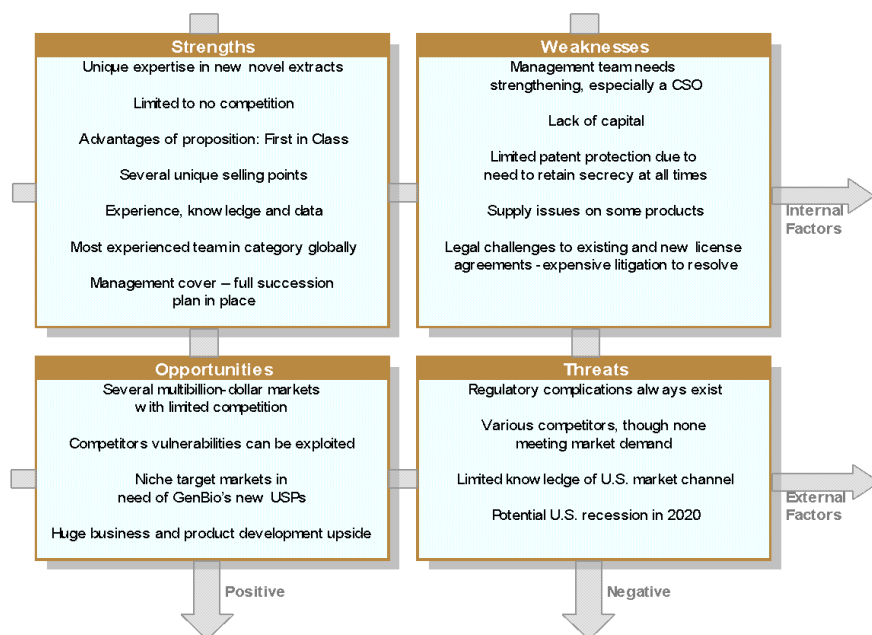 Strengths
Unique expertise in new novel extracts
Limited to no competition
Advantages of proposition: First in Class
Several unique selling points
Experience, knowledge and data
Most experienced team in category globally
Management cover – full succession
plan in place
Weaknesses
Management team needs
strengthening, especially a CSO
Lack of capital
Limited patent protection due to
need to retain secrecy at all times
Supply issues on some products
Legal challenges to existing and new license
agreements - expensive litigation to resolve
Internal
Factors
Opportunities
Several multibillion-dollar markets
with limited competition
Competitors vulnerabilities can be exploited
Niche target markets in
need of GenBio's new USPs
Huge business and product development upside
Threats
Regulatory complications always exist
Various competitors, though none
meeting market demand
Limited knowledge of U.S. market channel
Potential U.S. recession in 2020
External
Factors
Positive
Negative